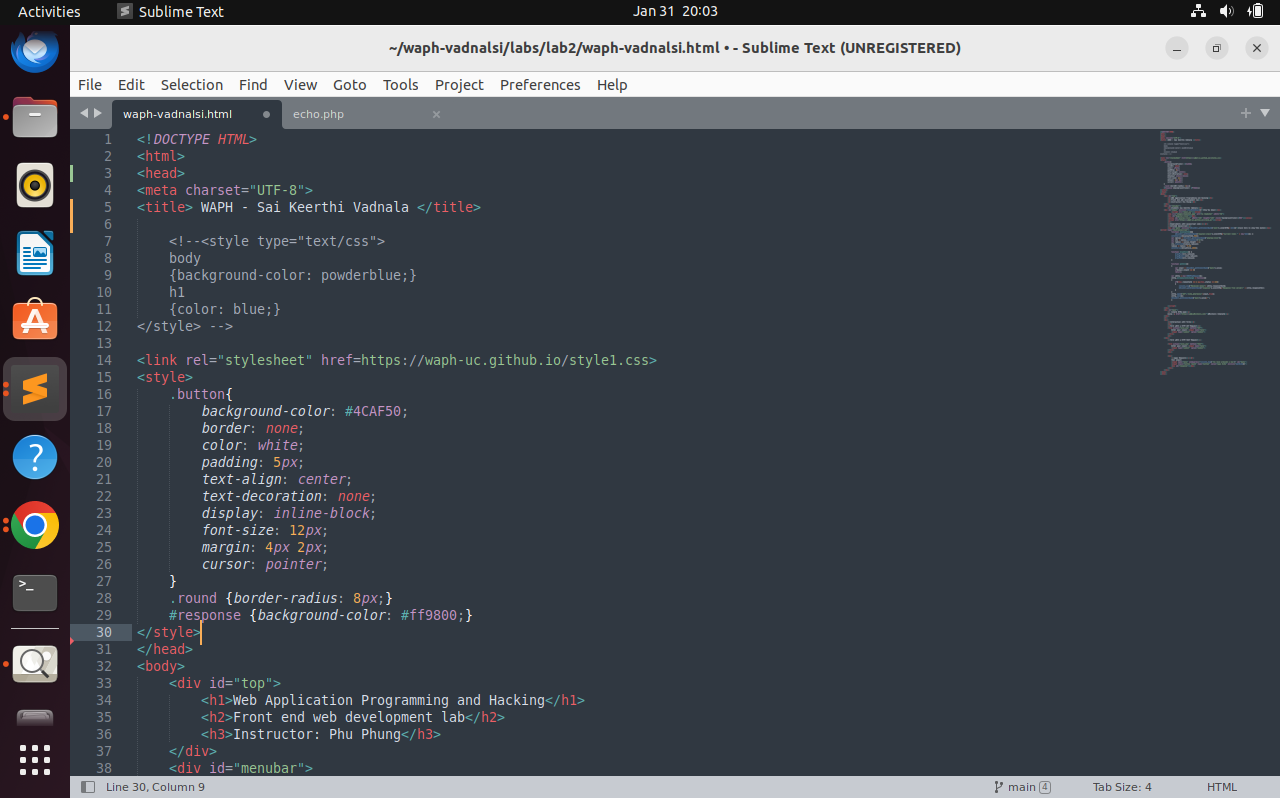 Activities
Sublime Text
Jan 31 20:03
~/waph-vadnalsi/labs/lab2/waph-vadnalsi.html • - Sublime Text (UNREGISTERED)
File Edit Selection Find View Goto Tools Project Preferences Help
waph-vadnalsi.html echo.php
1 <!DOCTYPE HTML>
2 <html>
3 <head>
4 <meta charset="UTF-8">
5 <title> WAPH - Sai Keerthi Vadnala </title>
6
7 <!--<style type="text/css">
8 body
9 {background-color: powderblue;}
10 h1
11 {color: blue;}
12 </style> -->
13
14 <link rel="stylesheet" href=https://waph-uc.github.io/style1.css>
15 <style>
16 .button{
17 background-color: #4CAF50;
18 border: none;
19 color: white;
20 padding: 5px;
21 text-align: center;
22 text-decoration: none;
23 display: inline-block;
24 font-size: 12px;
25 margin: 4px 2px;
26 cursor: pointer;
27 }
28 .round {border-radius: 8px;}
29 #response {background-color: #ff9800;}
30 </style>
31 </head>
32 <body>
33 <div id="top">
34 <h1>Web Application Programming and Hacking</h1>
35 <h2>Front end web development lab</h2>
36 <h3>Instructor: Phu Phung</h3>
37 </div>
38 <div id="menubar">
Line 30, Column 9 main 4 Tab Size: 4 HTML